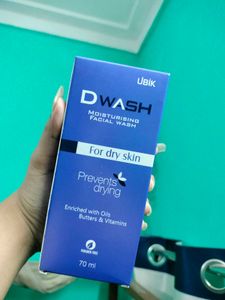 UBIK
DWASH
MOISTURISING
FACIAL WASH
For dry skin
Prevents
drying
Enriched with Oils
Butters & Vitamins
70 ml